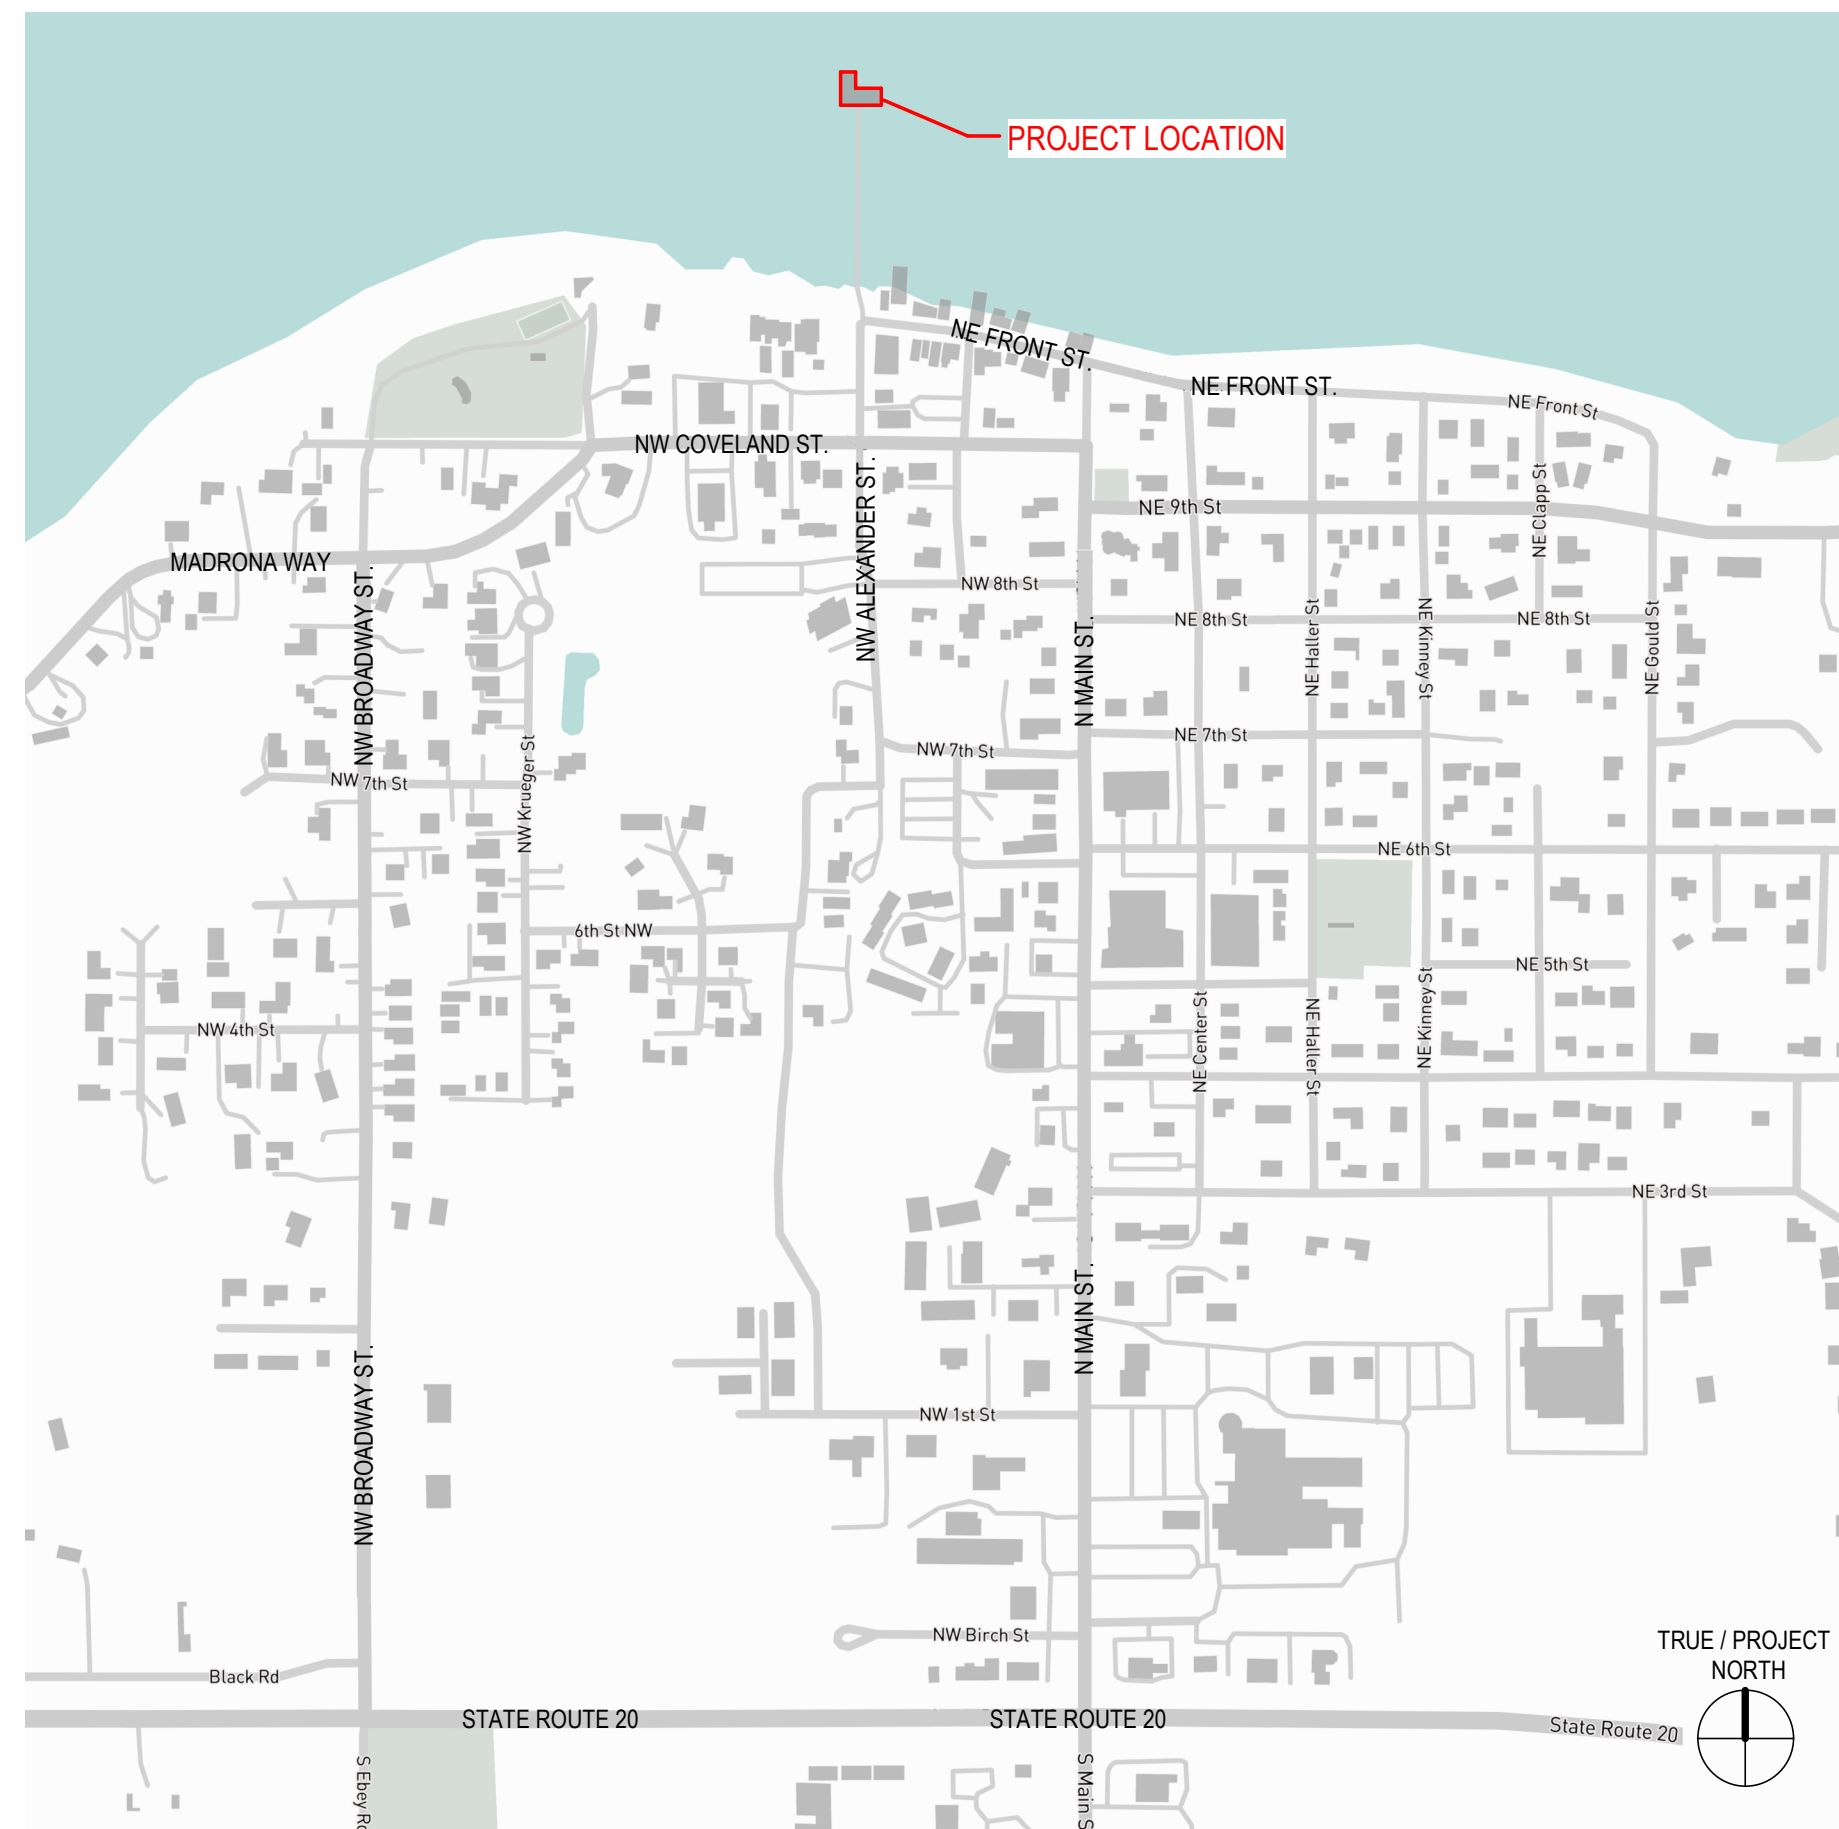 PROJECT LOCATION
NE FRONT ST.
NE FRONT ST.
NE Front St
NW COVELAND ST.
NW ALEXANDER ST.
NE 9th St
NE Clapp St
MADRONA WAY
NW BROADWAY ST.
NW 8th St
NE 8th St
NE 8th St
NE Haller St
NE Kinney St
NE Gould St
N MAIN ST.
NW 7th St
NE 7th St
NW 7th St
NW Krueger St
NE 6th St
6th St NW
NE 5th St
NW 4th St
NE Center St
NE Haller St
NE Kinney St
NE 3rd St
N MAIN ST.
NW BROADWAY ST.
NW 1st St
NW Birch St
Black Rd
TRUE / PROJECT
NORTH
STATE ROUTE 20
STATE ROUTE 20
State Route 20
S Ebey Rd
S Main S